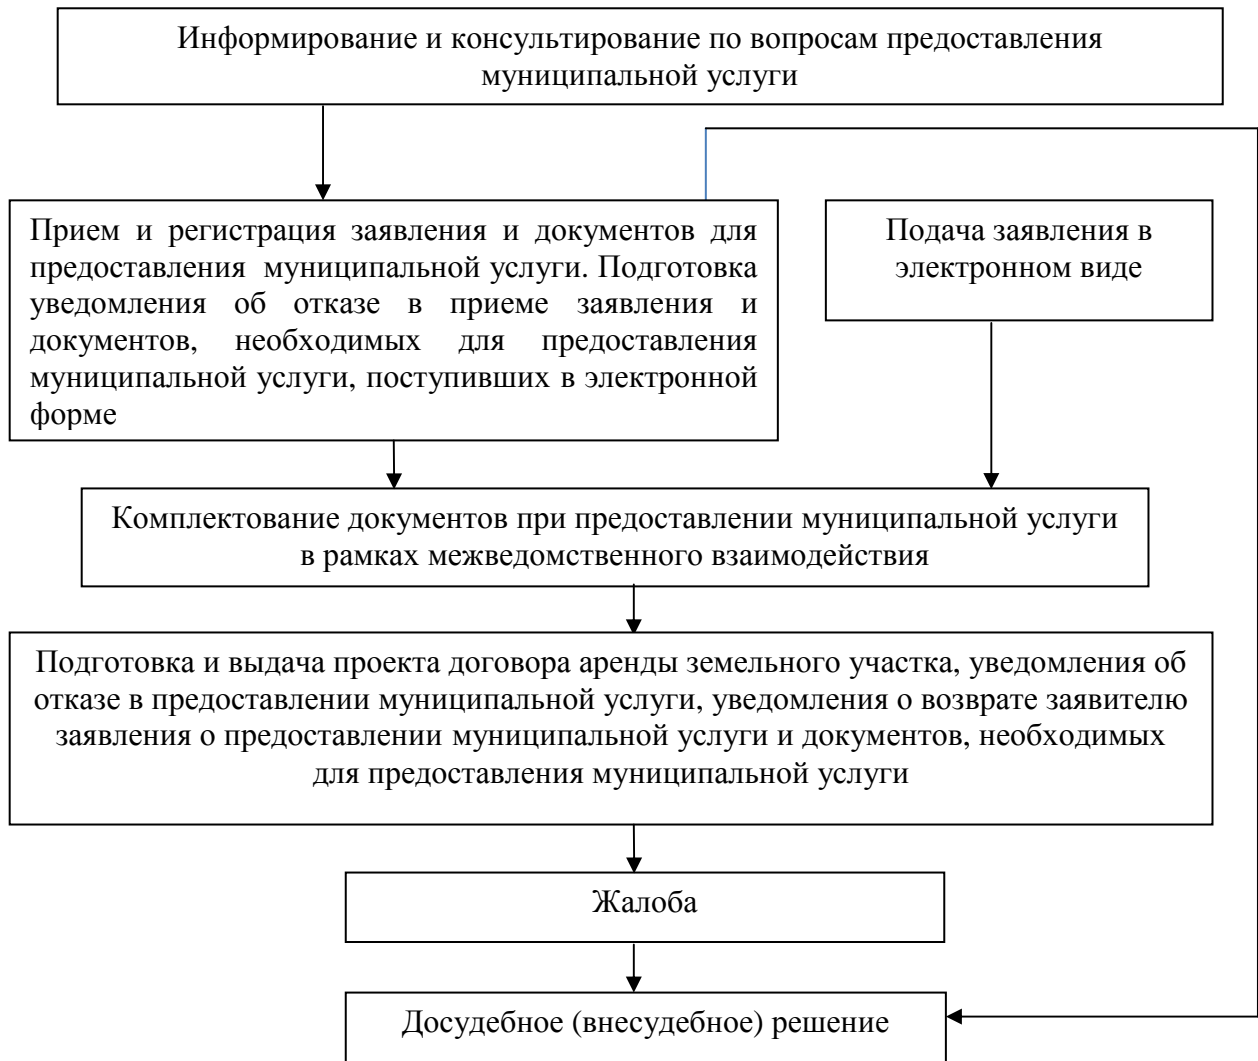 Информирование и консультирование по вопросам предоставления
муниципальной услуги
Прием и регистрация заявления и документов для
предоставления муниципальной услуги. Подготовка
уведомления об отказе в приеме заявления и
документов, необходимых для предоставления
муниципальной услуги, поступивших в электронной
форме
Подача заявления в
электронном виде
Комплектование документов при предоставлении муниципальной услуги
в рамках межведомственного взаимодействия
Подготовка и выдача проекта договора аренды земельного участка, уведомления об
отказе в предоставлении муниципальной услуги, уведомления о возврате заявителю
заявления о предоставлении муниципальной услуги и документов, необходимых
для предоставления муниципальной услуги
Жалоба
Досудебное (внесудебное) решение